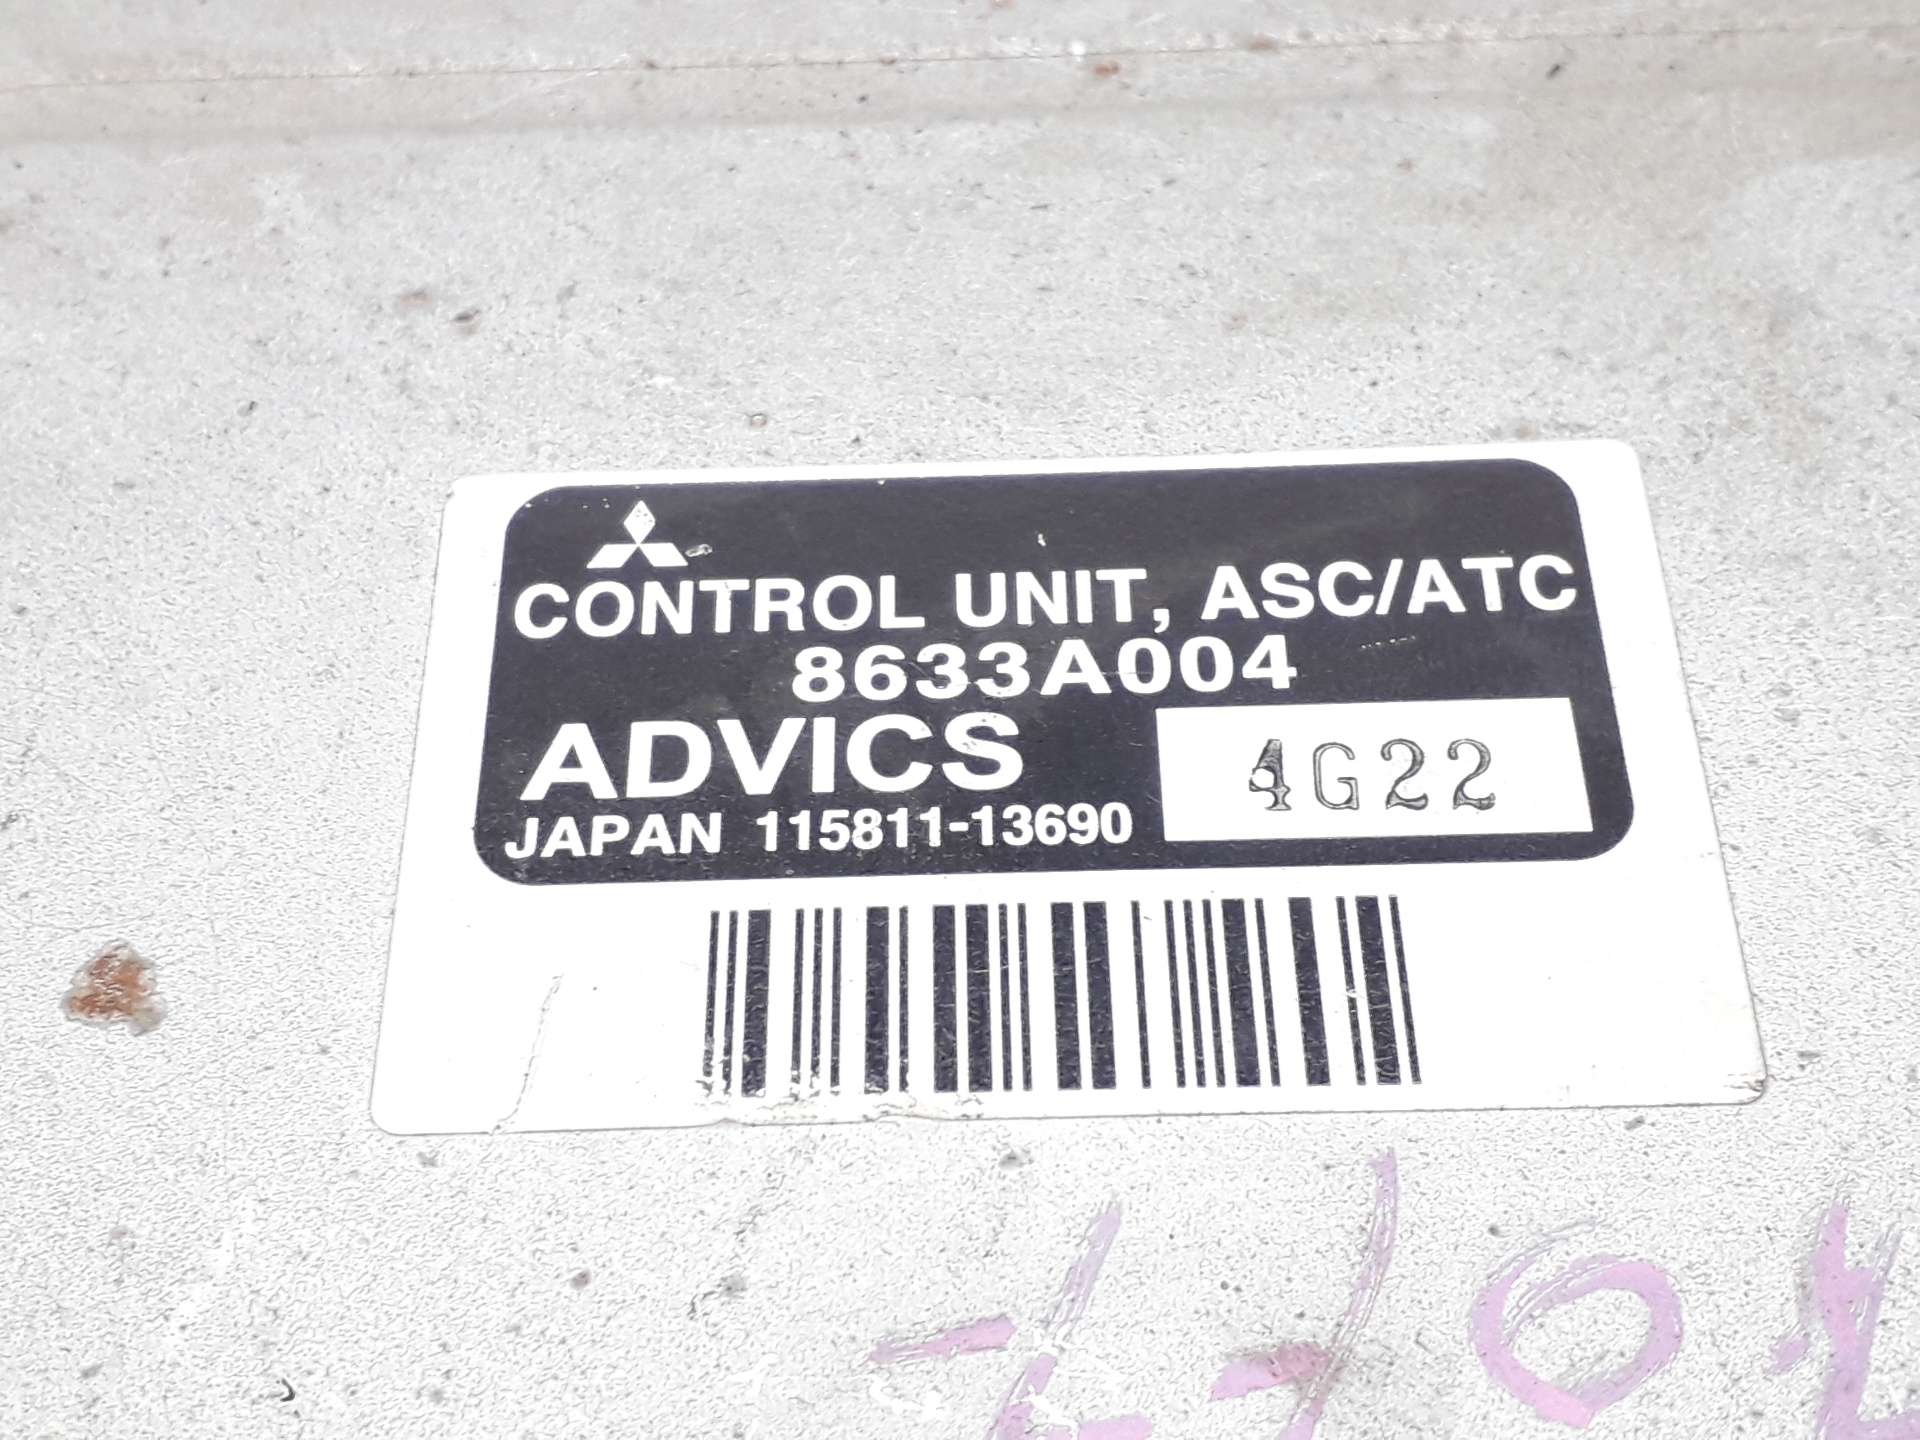 CONTROL UNIT, ASC/ATC
8633A004
ADVICS
4G22
JAPAN 115811-13690